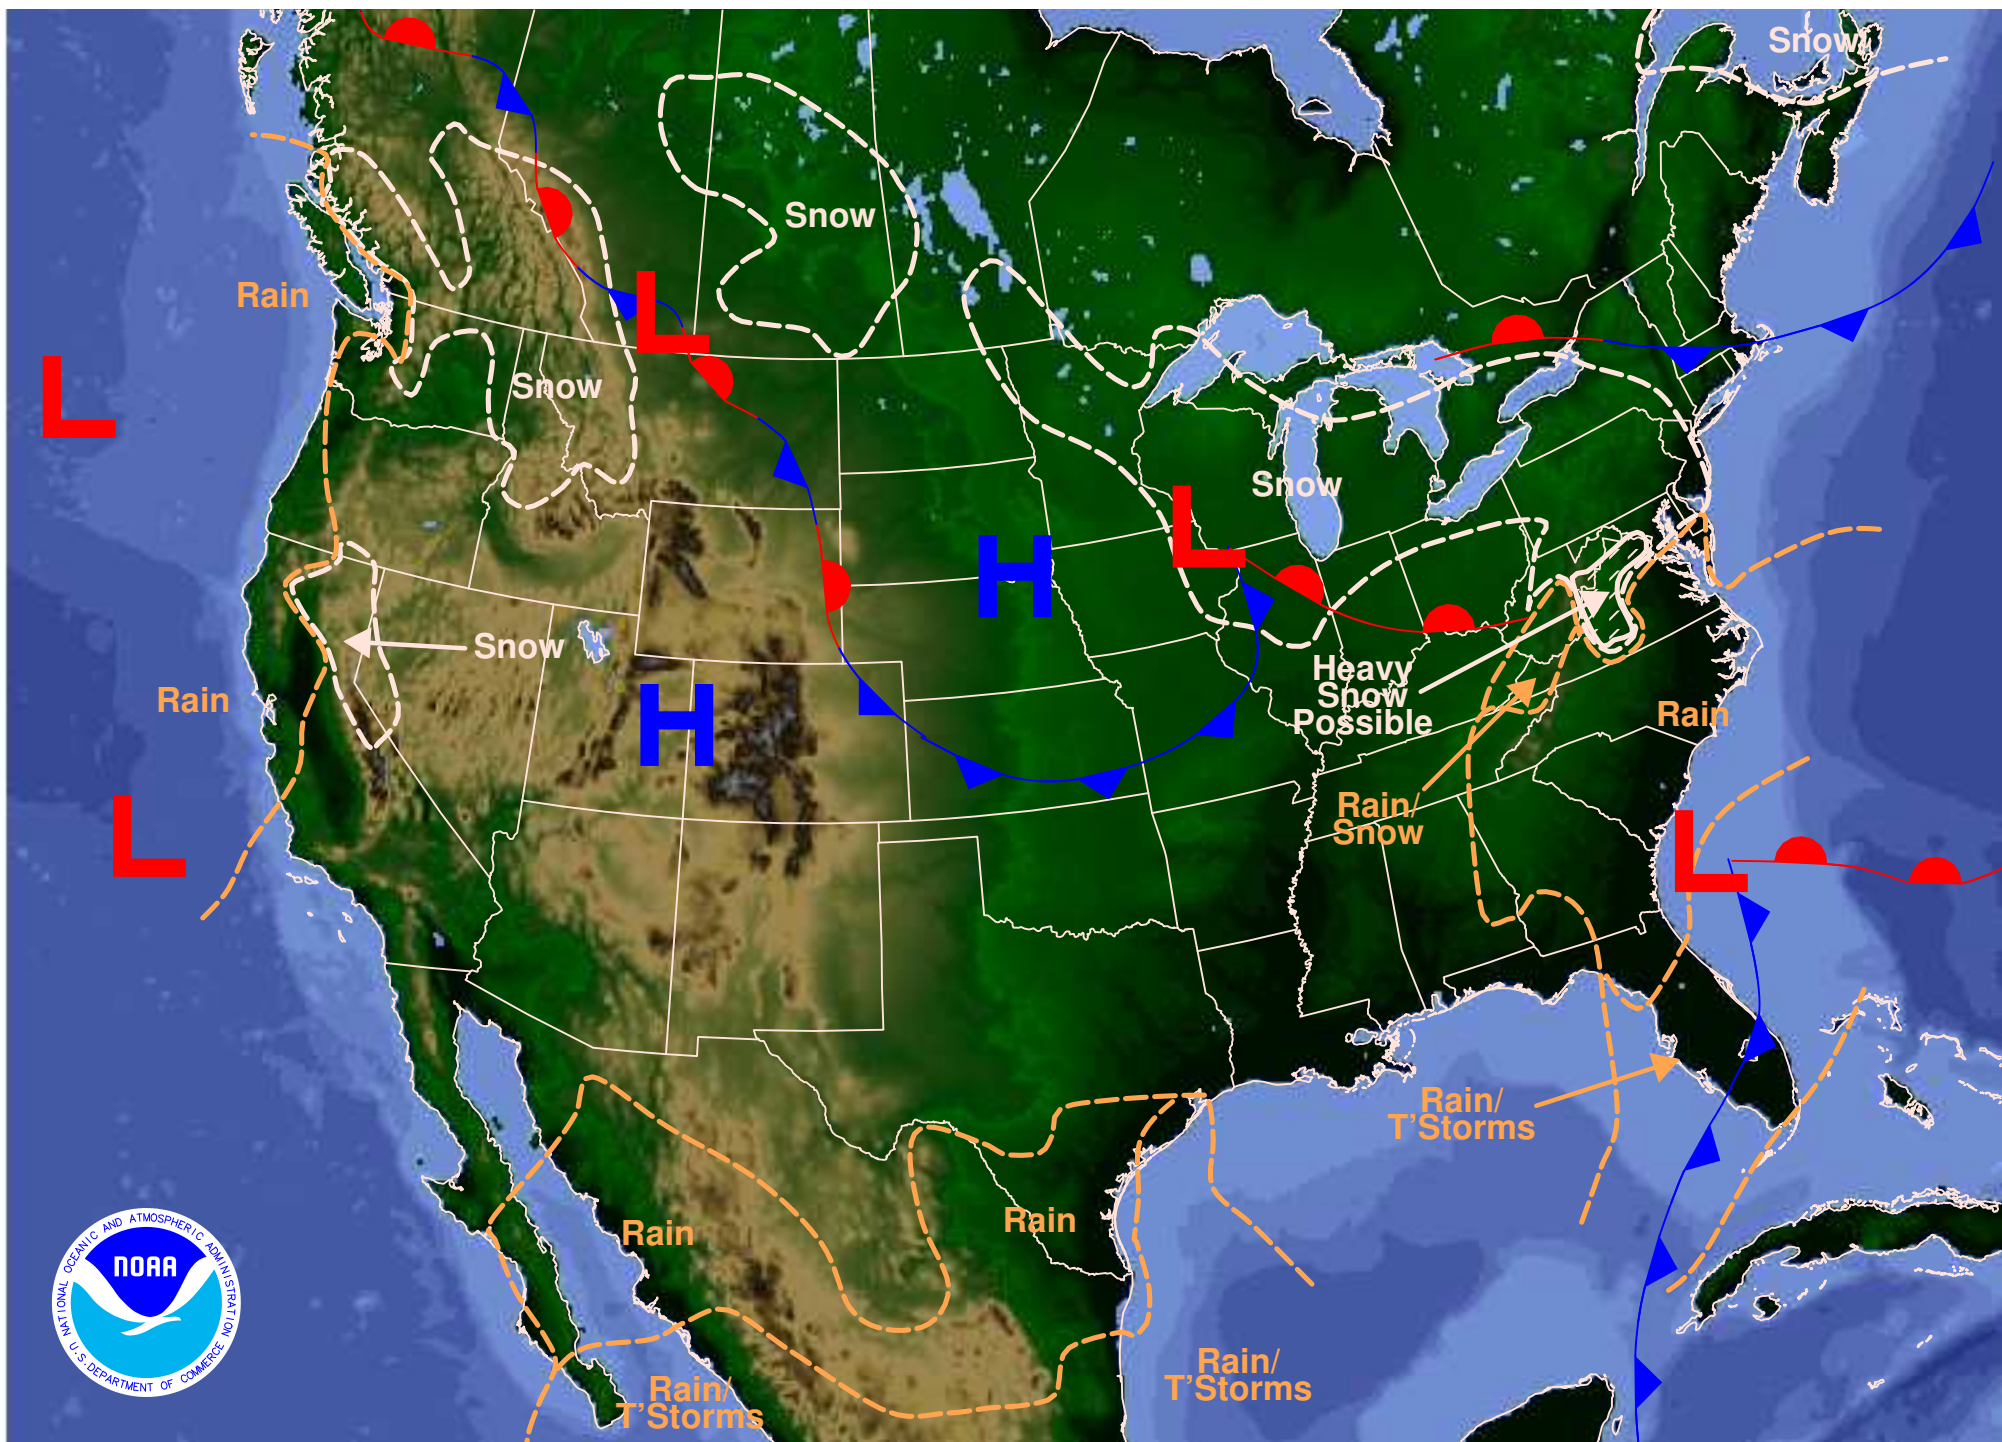 Snow
Snow
Rain
L
Snow
L
Snow
L
H
Snow
Heavy
Snow
Possible
Rain
H
Rain
Rain/
Snow
L
L
Rain/
T'Storms
Rain
Rain
Rain/
T'Storms
Rain/
T'Storms
NATIONAL OCEANIC AND ATMOSPHERIC ADMINISTRATION
NOAA
U.S. DEPARTMENT OF COMMERCE